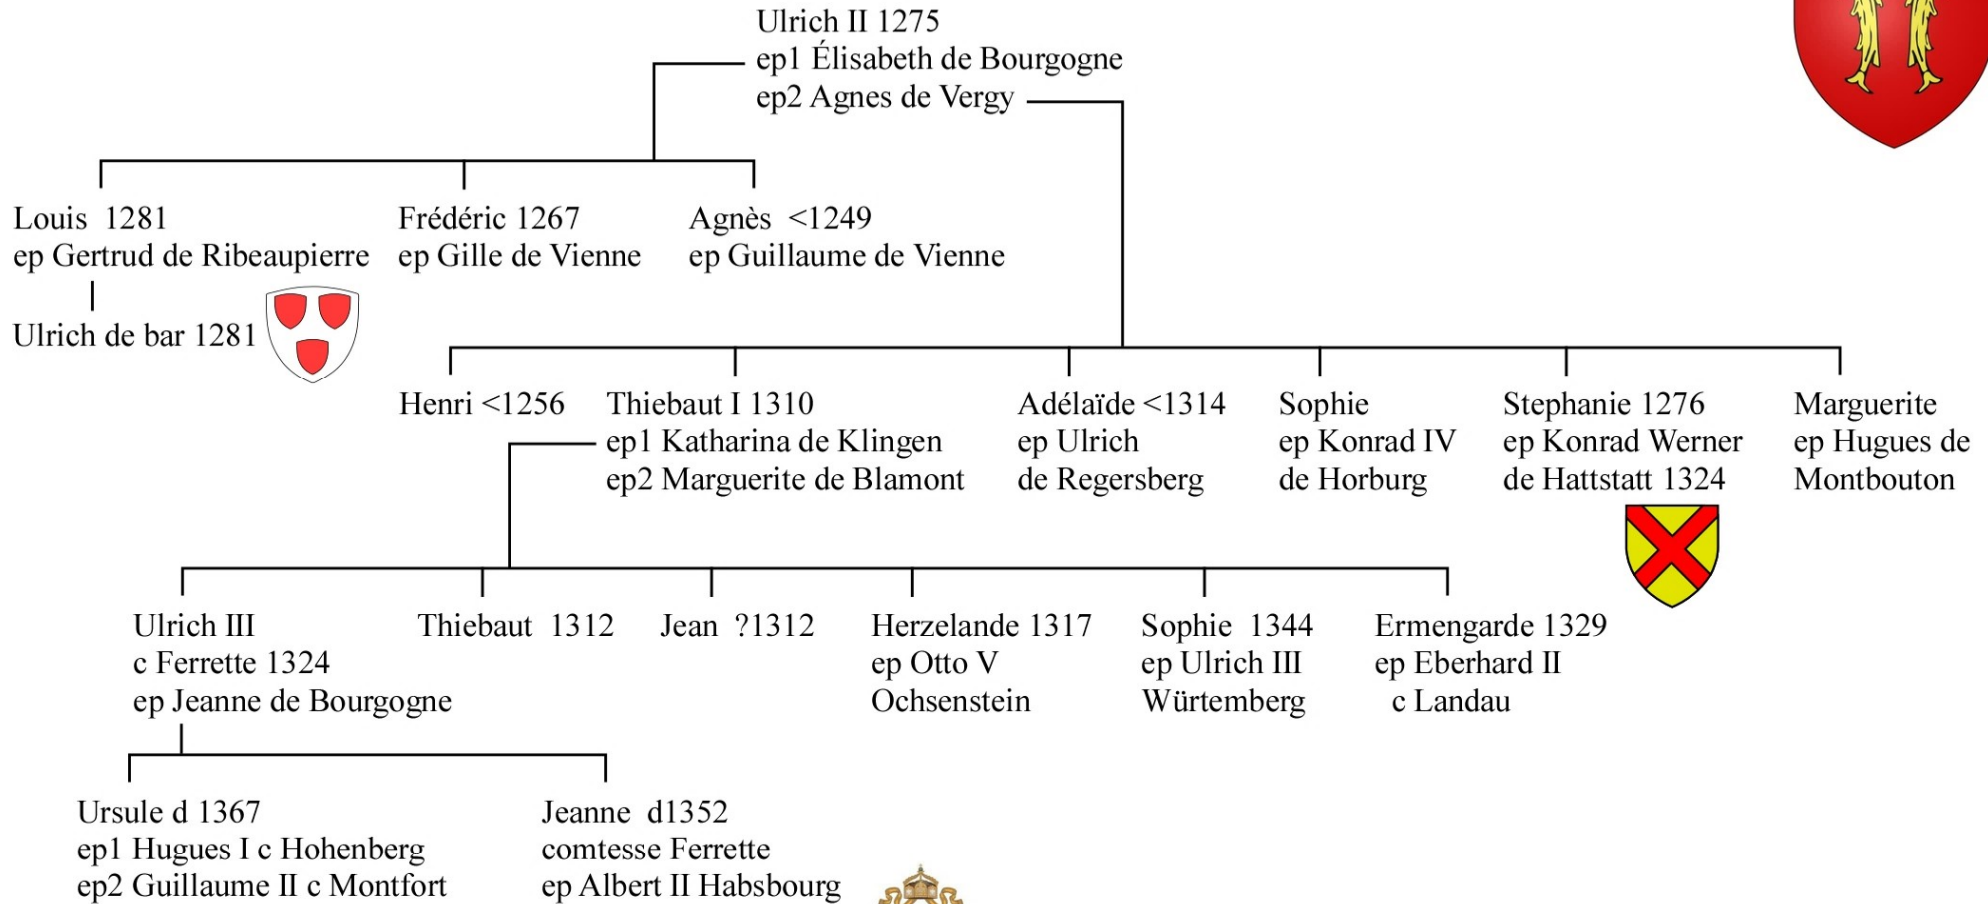 Ulrich II 1275
ep1 Élisabeth de Bourgogne
ep2 Agnes de Vergy
Louis 1281
ep Gertrud de Ribeaupierre
Ulrich de bar 1281
Frédéric 1267
ep Gille de Vienne
Agnès <1249
ep Guillaume de Vienne
Henri <1256
Thiebaut I 1310
ep1 Katharina de Klingen
ep2 Marguerite de Blamont
Adélaïde <1314
ep Ulrich
de Regersberg
Sophie
ep Konrad IV
de Horburg
Stephanie 1276
ep Konrad Werner
de Hattstatt 1324
Marguerite
ep Hugues de
Montbouton
Ulrich III
c Ferrette 1324
ep Jeanne de Bourgogne
Thiebaut 1312
Jean ?1312
Herzelande 1317
ep Otto V
Ochsenstein
Sophie 1344
ep Ulrich III
Würtemberg
Ermengarde 1329
ep Eberhard II
c Landau
Ursule d 1367
ep1 Hugues I c Hohenberg
ep2 Guillaume II c Montfort
Jeanne d1352
comtesse Ferrette
ep Albert II Habsbourg